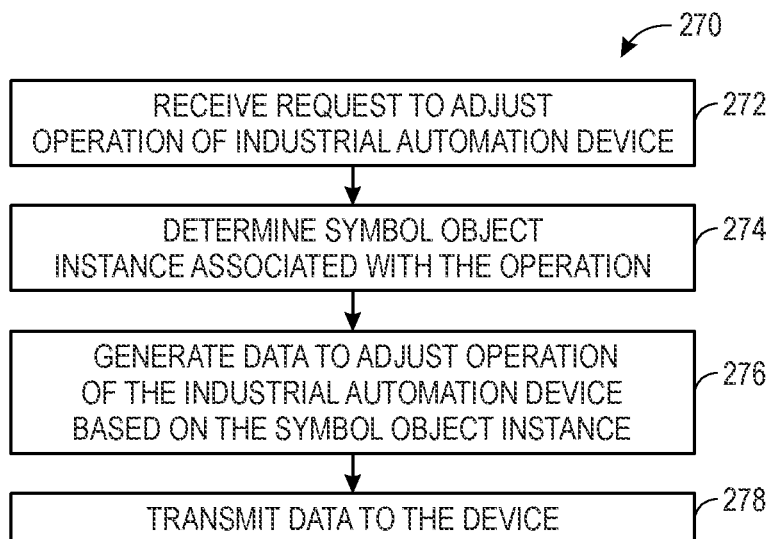 270
RECEIVE REQUEST TO ADJUST
OPERATION OF INDUSTRIAL AUTOMATION DEVICE
272
DETERMINE SYMBOL OBJECT
INSTANCE ASSOCIATED WITH THE OPERATION
274
GENERATE DATA TO ADJUST OPERATION
OF THE INDUSTRIAL AUTOMATION DEVICE
BASED ON THE SYMBOL OBJECT INSTANCE
276
TRANSMIT DATA TO THE DEVICE
278